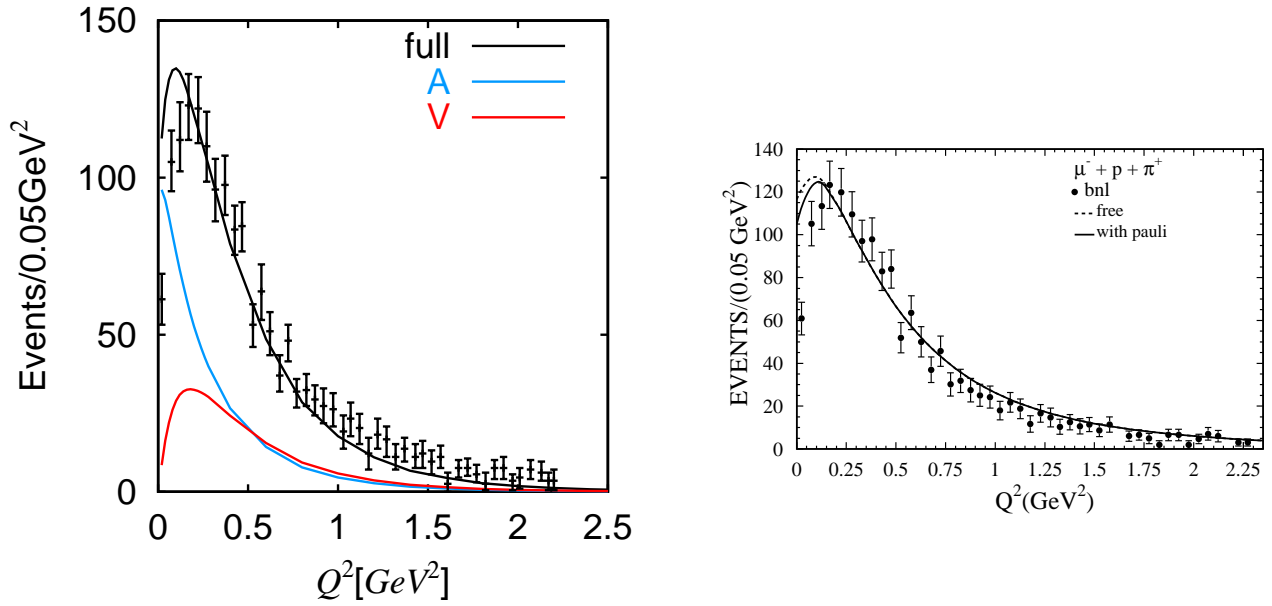 150
100
50
0
Events/0.05GeV²
full
A
V
0 0.5 1 1.5 2 2.5
Q²[GeV²]
140
120
100
80
60
40
20
0
EVENTS/(0.05 GeV²)
μ⁻ + p + π⁺
bnl
free
with pauli
0 0.25 0.5 0.75 1 1.25 1.5 1.75 2 2.25
Q²(GeV²)